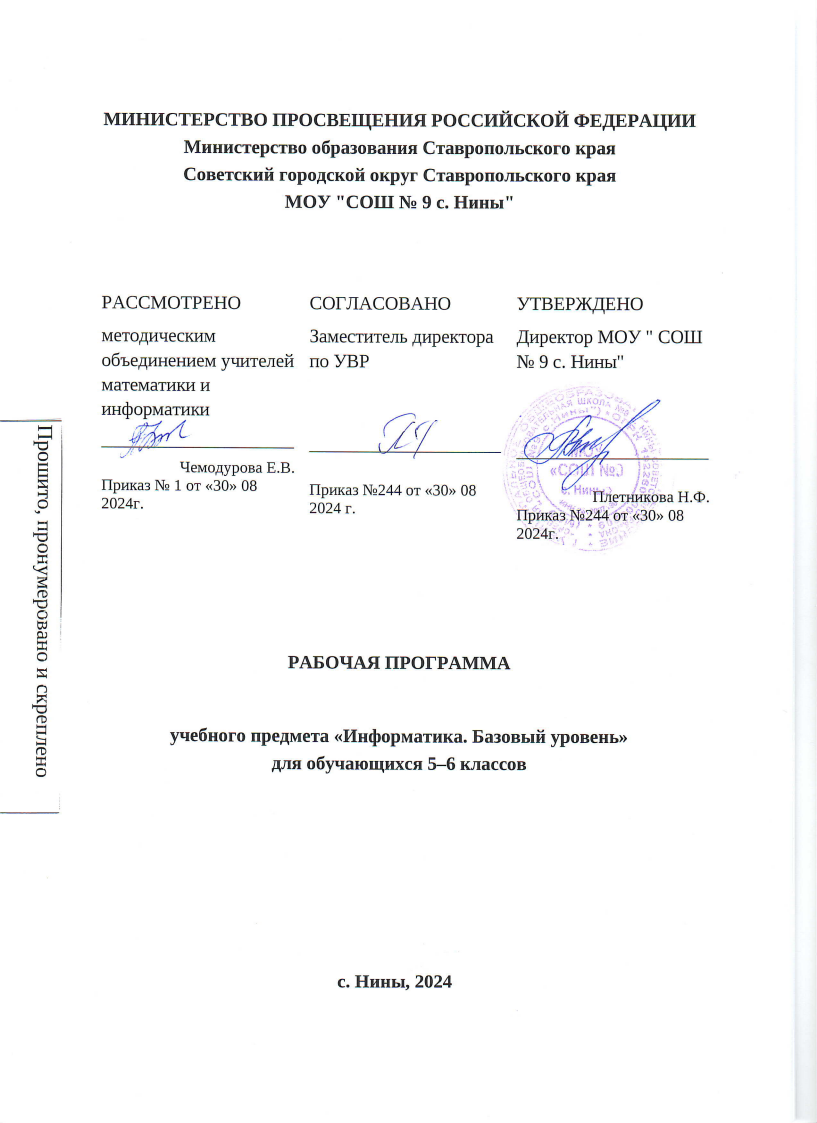 МИНИСТЕРСТВО ПРОСВЕЩЕНИЯ РОССИЙСКОЙ ФЕДЕРАЦИИ
Министерство образования Ставропольского края
Советский городской округ Ставропольского края
МОУ "СОШ № 9 с. Нины"
РАССМОТРЕНО
методическим
объединением учителей
математики и
информатики
Чемодурова Е.В.
Приказ № 1 от «30» 08
2024г.
СОГЛАСОВАНО
Заместитель директора
по УВР
Приказ №244 от «30» 08
2024 г.
УТВЕРЖДЕНО
Директор МОУ " СОШ
№ 9 с. Нины"
«СОШ №
с. Нины
Плетникова Н.Ф.
Приказ №244 от «30» 08
2024г.
Прошито, пронумеровано и скреплено
РАБОЧАЯ ПРОГРАММА
учебного предмета «Информатика. Базовый уровень»
для обучающихся 5–6 классов
с. Нины, 2024